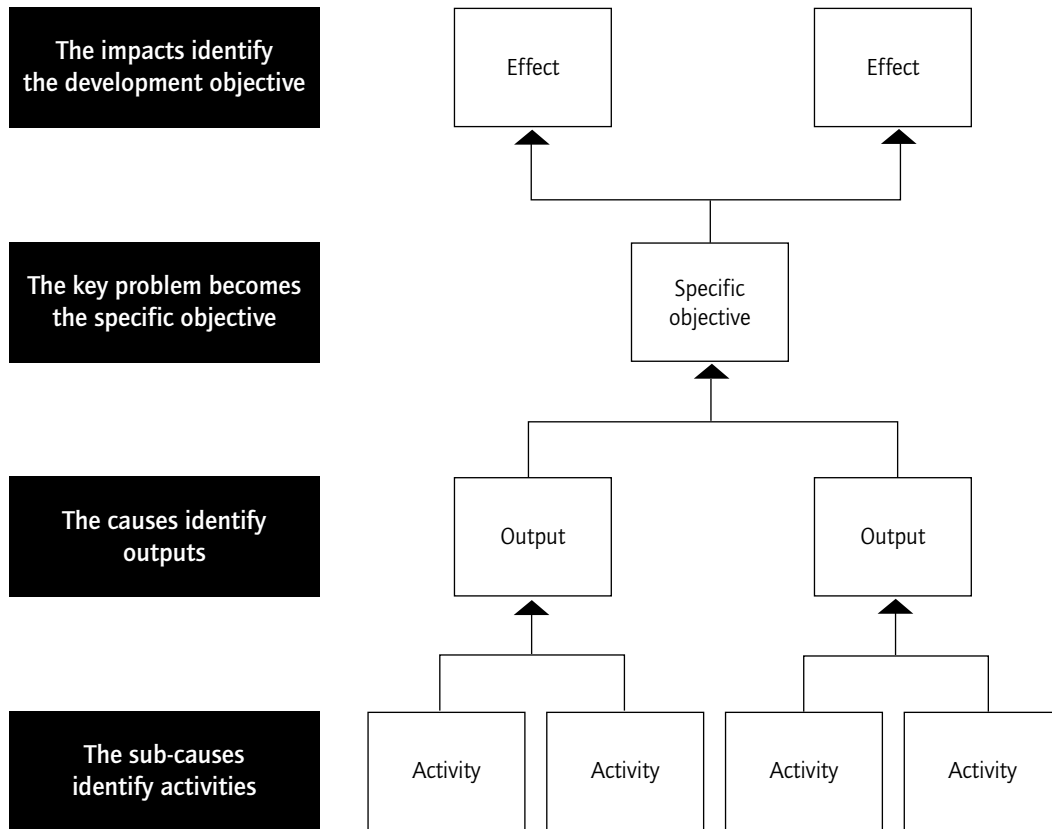 The impacts identify
the development objective
Effect
Effect
The key problem becomes
the specific objective
Specific
objective
The causes identify
outputs
Output
Output
The sub-causes
identify activities
Activity
Activity
Activity
Activity